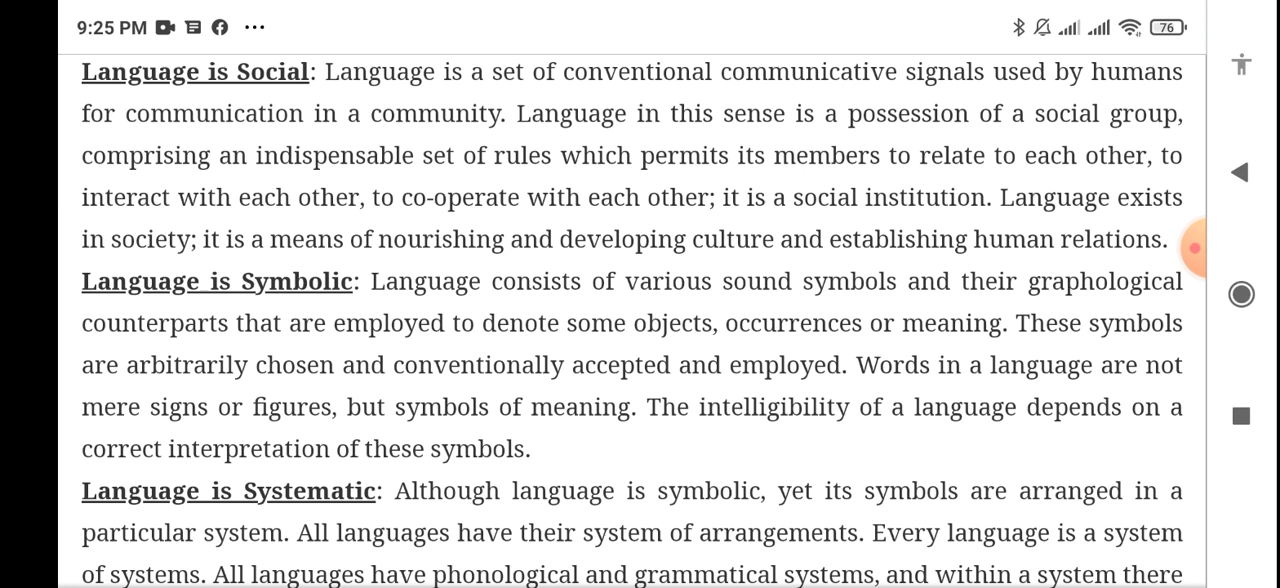 9:25 PM ...
76
Language is Social: Language is a set of conventional communicative signals used by humans
for communication in a community. Language in this sense is a possession of a social group,
comprising an indispensable set of rules which permits its members to relate to each other, to
interact with each other, to co-operate with each other; it is a social institution. Language exists
in society; it is a means of nourishing and developing culture and establishing human relations.
Language is Symbolic: Language consists of various sound symbols and their graphological
counterparts that are employed to denote some objects, occurrences or meaning. These symbols
are arbitrarily chosen and conventionally accepted and employed. Words in a language are not
mere signs or figures, but symbols of meaning. The intelligibility of a language depends on a
correct interpretation of these symbols.
Language is Systematic: Although language is symbolic, yet its symbols are arranged in a
particular system. All languages have their system of arrangements. Every language is a system
of systems. All languages have phonological and grammatical systems, and within a system there